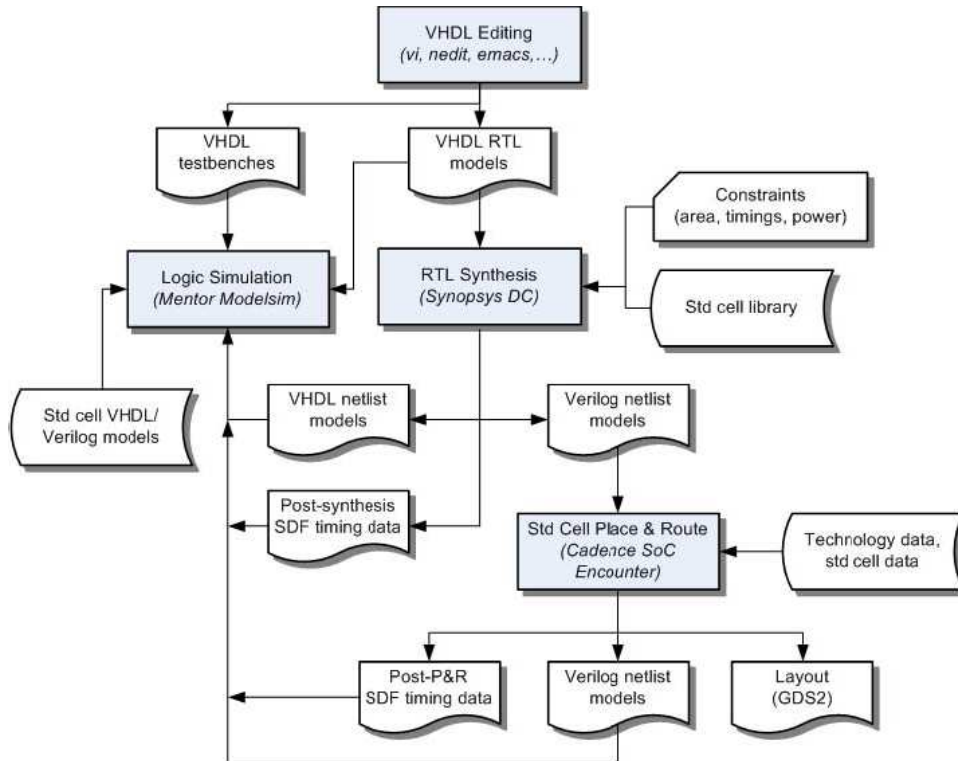 VHDL Editing
(vi, nedit, emacs,...)
VHDL
testbenches
VHDL RTL
models
Constraints
(area, timings, power)
Logic Simulation
(Mentor Modelsim)
RTL Synthesis
(Synopsys DC)
Std cell library
Std cell VHDL/
Verilog models
VHDL netlist
models
Verilog netlist
models
Post-synthesis
SDF timing data
Std Cell Place & Route
(Cadence SoC
Encounter)
Technology data,
std cell data
Post-P&R
SDF timing data
Verilog netlist
models
Layout
(GDS2)